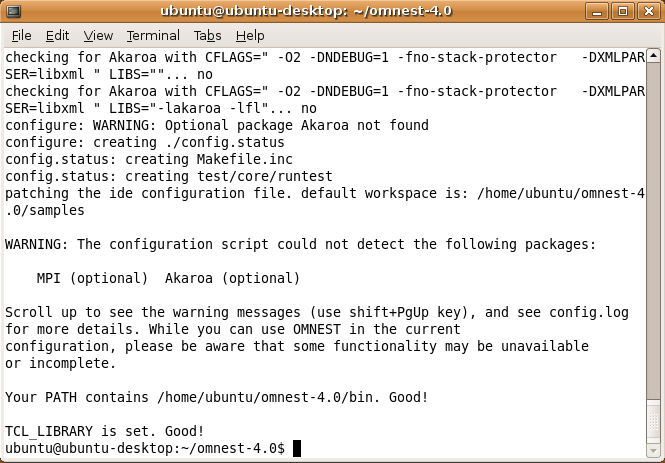 ubuntu@ubuntu-desktop: ~/omnest-4.0
File Edit View Terminal Tabs Help
checking for Akaroa with CFLAGS=" -O2 -DNDEBUG=1 -fno-stack-protector   -DXMLPAR
SER=libxml " LIBS=""... no
checking for Akaroa with CFLAGS=" -O2 -DNDEBUG=1 -fno-stack-protector   -DXMLPAR
SER=libxml " LIBS="-lakaroa -lfl"... no
configure: WARNING: Optional package Akaroa not found
configure: creating ./config.status
config.status: creating Makefile.inc
config.status: creating test/core/runtest
patching the ide configuration file. default workspace is: /home/ubuntu/omnest-4
.0/samples
WARNING: The configuration script could not detect the following packages:
    MPI (optional)  Akaroa (optional)
Scroll up to see the warning messages (use shift+PgUp key), and see config.log
for more details. While you can use OMNEST in the current
configuration, please be aware that some functionality may be unavailable
or incomplete.
Your PATH contains /home/ubuntu/omnest-4.0/bin. Good!
TCL_LIBRARY is set. Good!
ubuntu@ubuntu-desktop:~/omnest-4.0$